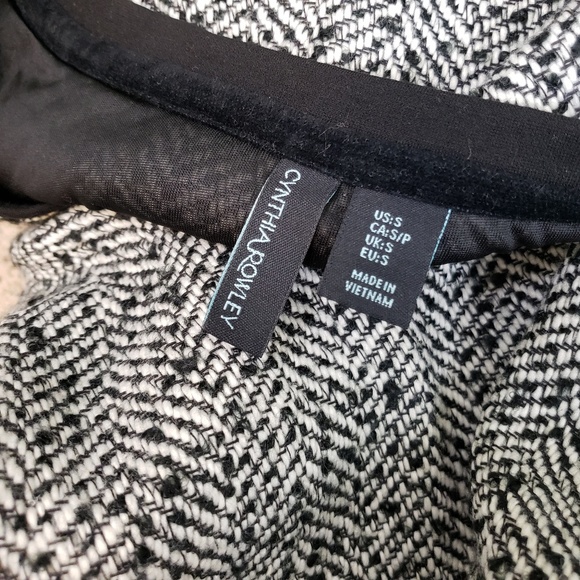 CYNTHIA ROWLEY
US:S
CA:S/P
UK:S
EU:S
MADE IN
VIETNAM